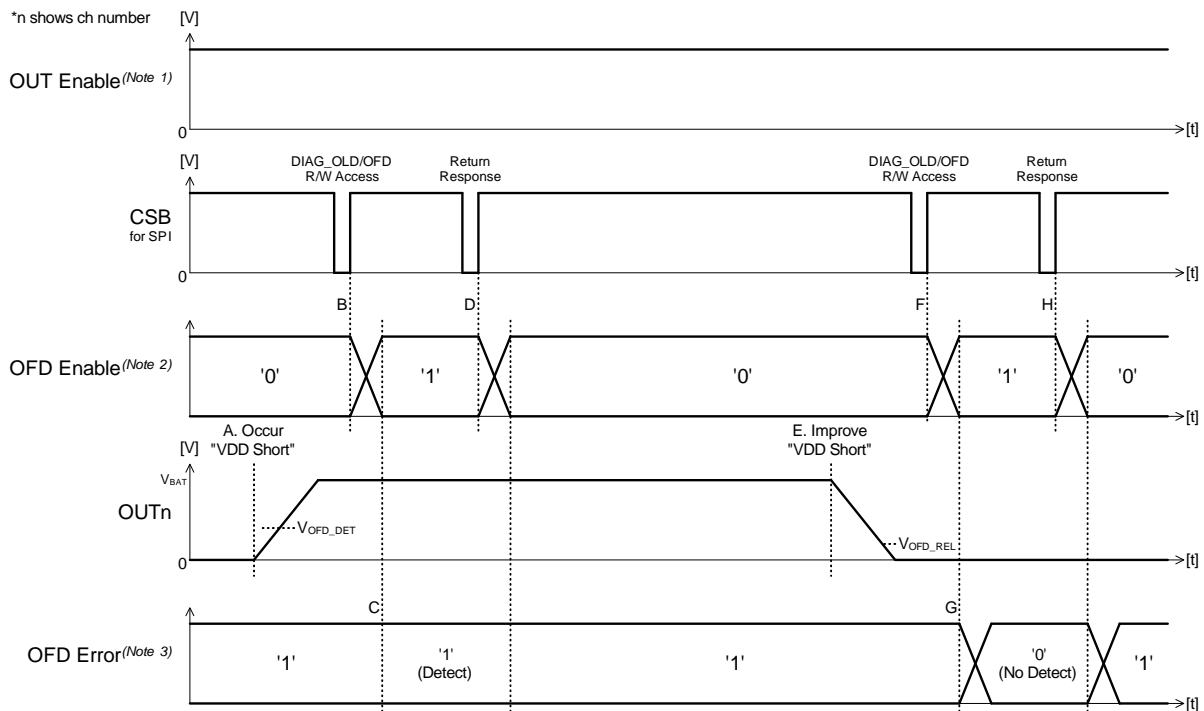 *n shows ch number
[V]
OUT Enable(Note 1)
0
[t]
[V]
DIAG_OLD/OFD
R/W Access
Return
Response
DIAG_OLD/OFD
R/W Access
Return
Response
CSB
for SPI
0
[t]
B
D
F
H
OFD Enable(Note 2)
'0'
'1'
'0'
'1'
'0'
[t]
A. Occur
"VDD Short"
E. Improve
"VDD Short"
[V]
VBAT
OUTn
VOFD_DET
VOFD_REL
0
[t]
C
G
OFD Error(Note 3)
'1'
'1'
(Detect)
'1'
'0'
(No Detect)
'1'
[t]